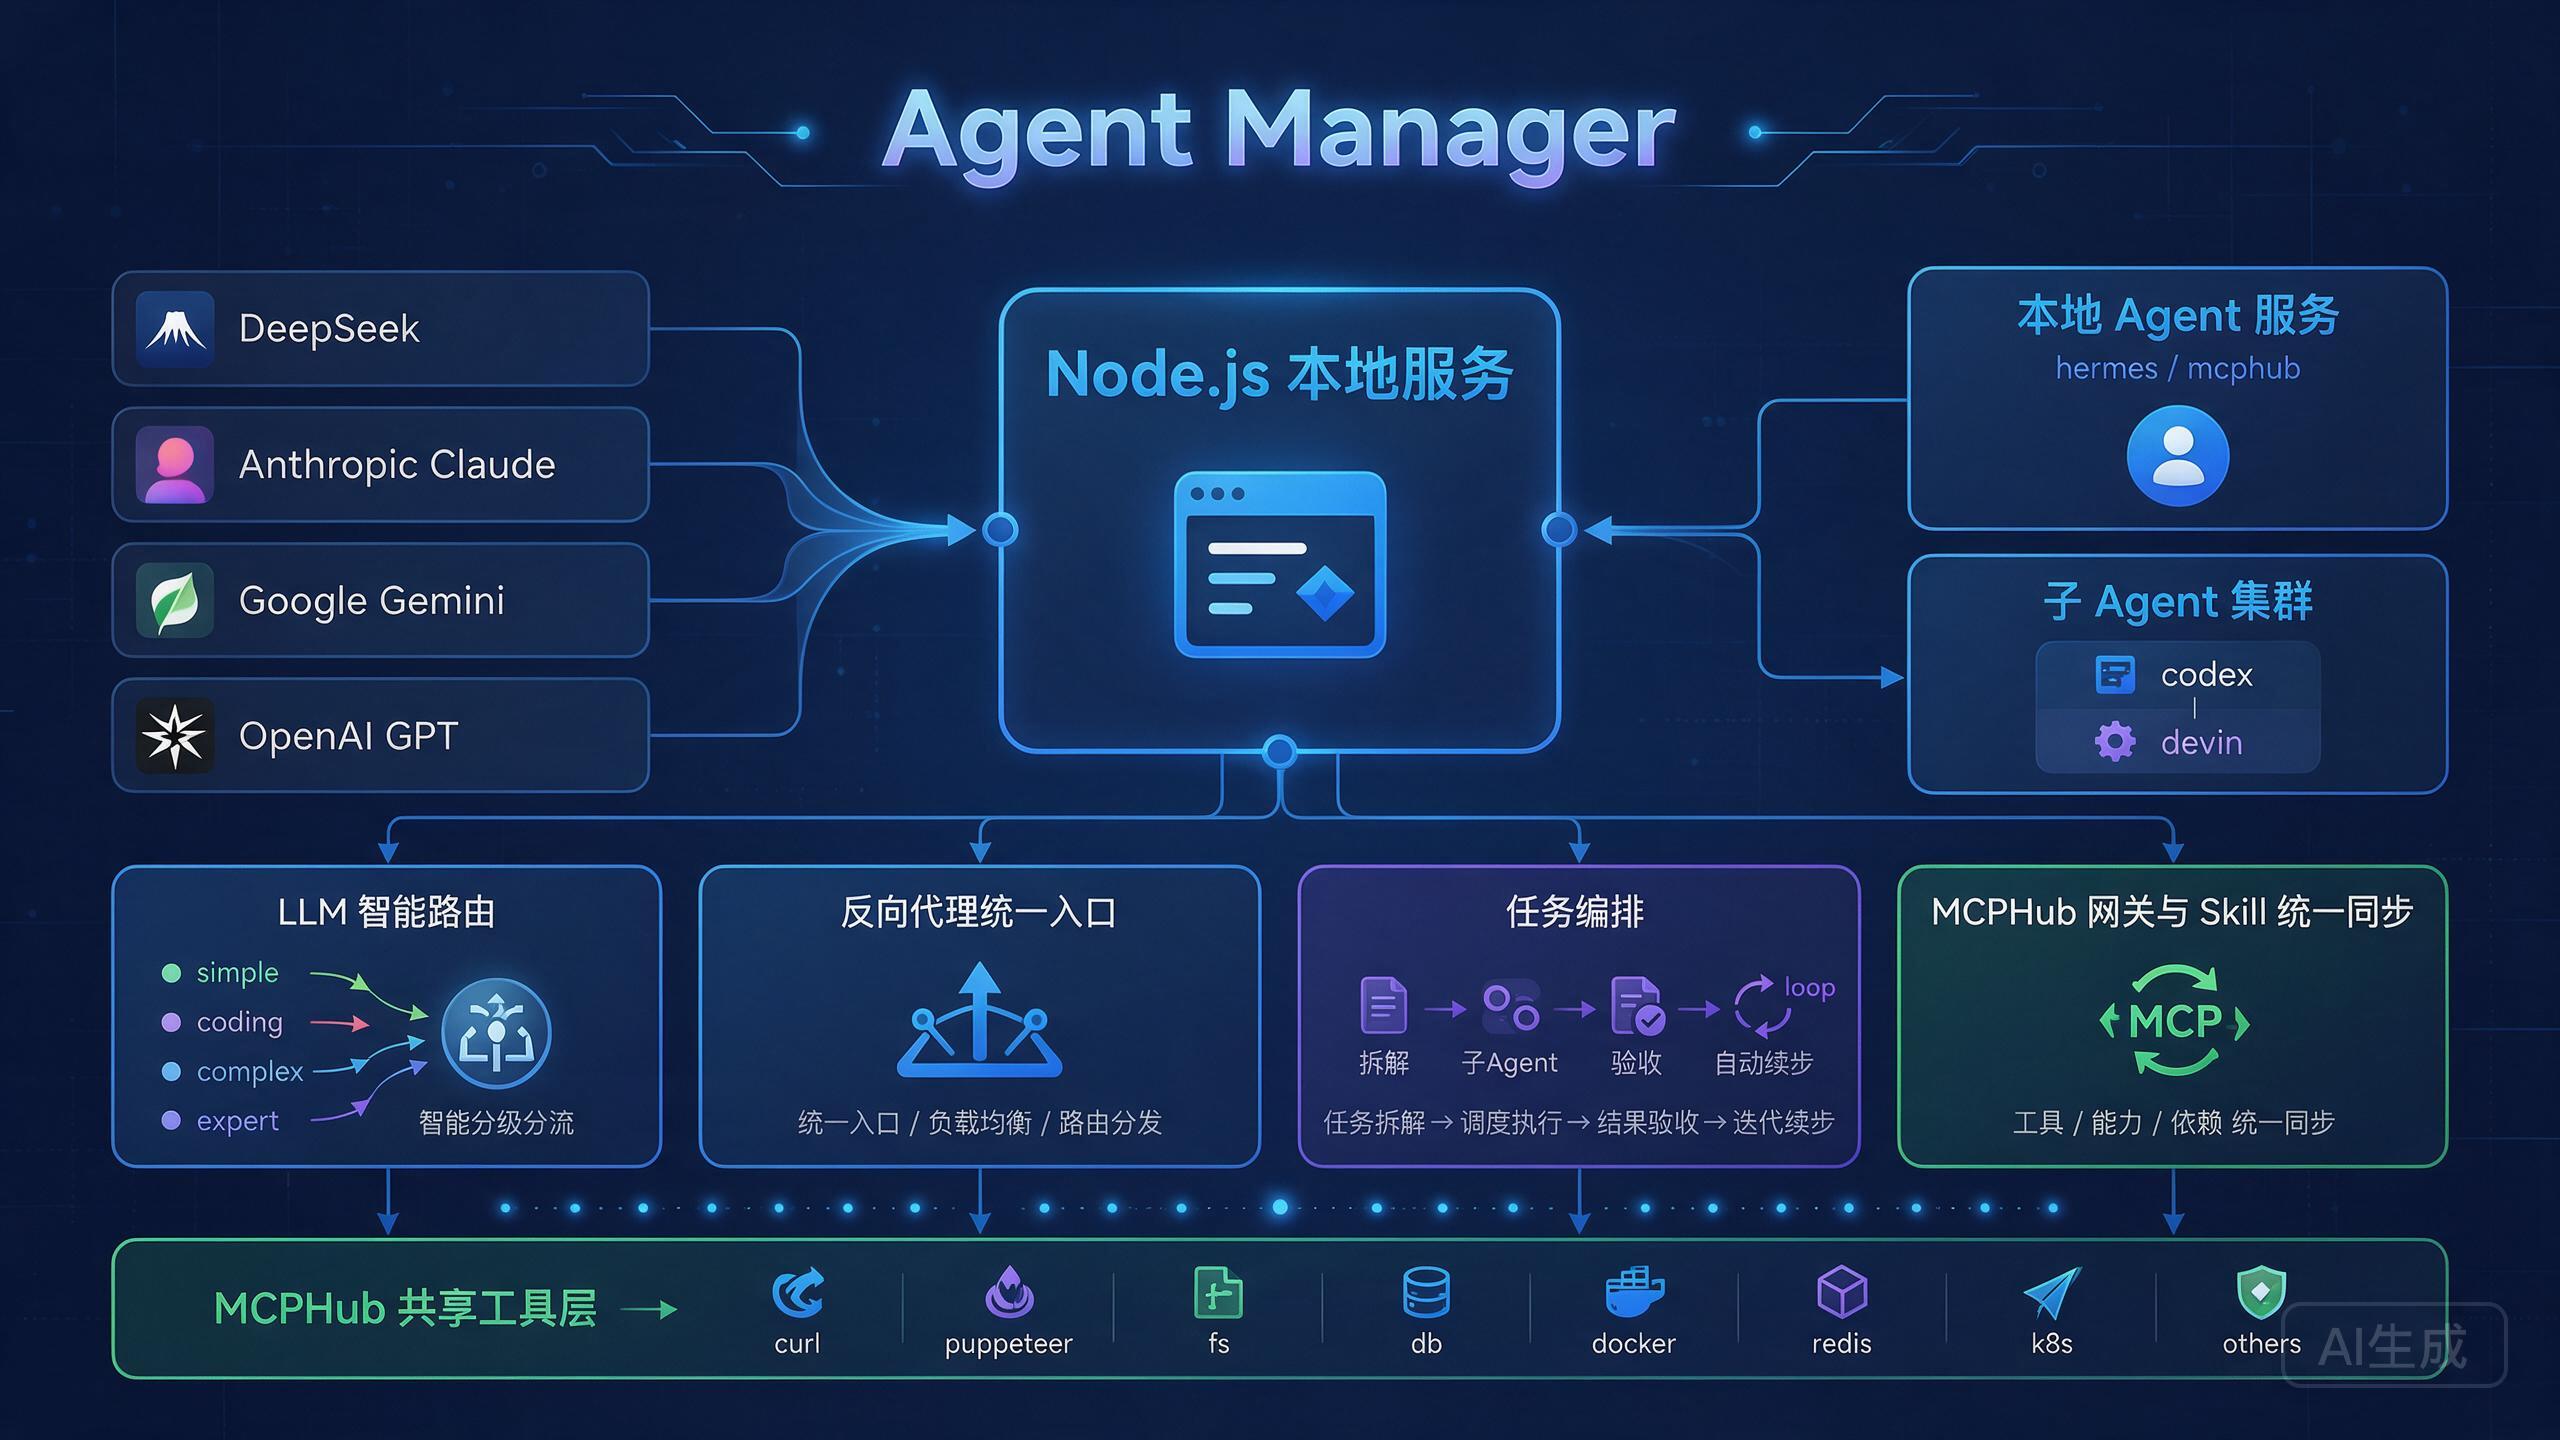 Agent Manager
DeepSeek
Anthropic Claude
Google Gemini
OpenAI GPT
Node.js 本地服务
本地 Agent 服务
hermes / mcphub
子 Agent 集群
codex
devin
LLM 智能路由
simple
coding
complex
expert
智能分级分流
反向代理统一入口
统一入口 / 负载均衡 / 路由分发
任务编排
loop
拆解
子Agent
验收
自动续步
任务拆解→调度执行→结果验收→迭代续步
MCPHub 网关与 Skill 统一同步
MCP
工具 / 能力 / 依赖 统一同步
MCPHub 共享工具层 →
curl
puppeteer
fs
db
docker
redis
k8s
others
AI生成